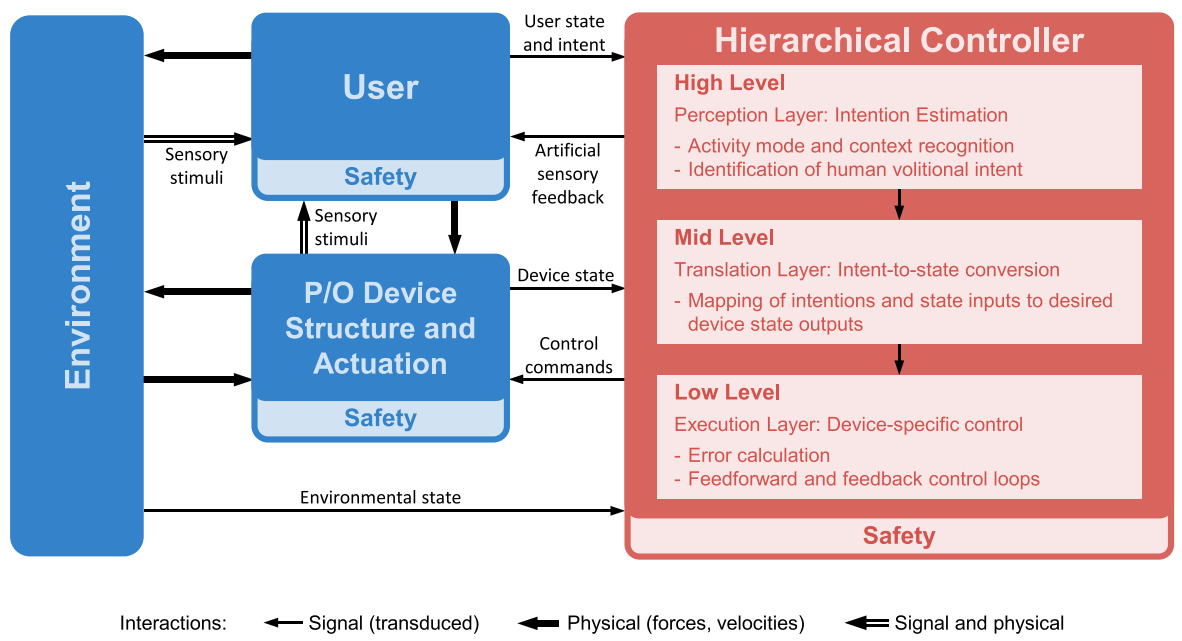 Environment
User
Safety
Sensory
stimuli
Sensory
stimuli
P/O Device
Structure and
Actuation
Safety
User state
and intent
Artificial
sensory
feedback
Device state
Control
commands
Environmental state
Hierarchical Controller
High Level
Perception Layer: Intention Estimation
- Activity mode and context recognition
- Identification of human volitional intent
Mid Level
Translation Layer: Intent-to-state conversion
- Mapping of intentions and state inputs to desired
device state outputs
Low Level
Execution Layer: Device-specific control
- Error calculation
- Feedforward and feedback control loops
Safety
Interactions: Signal (transduced) Physical (forces, velocities) Signal and physical